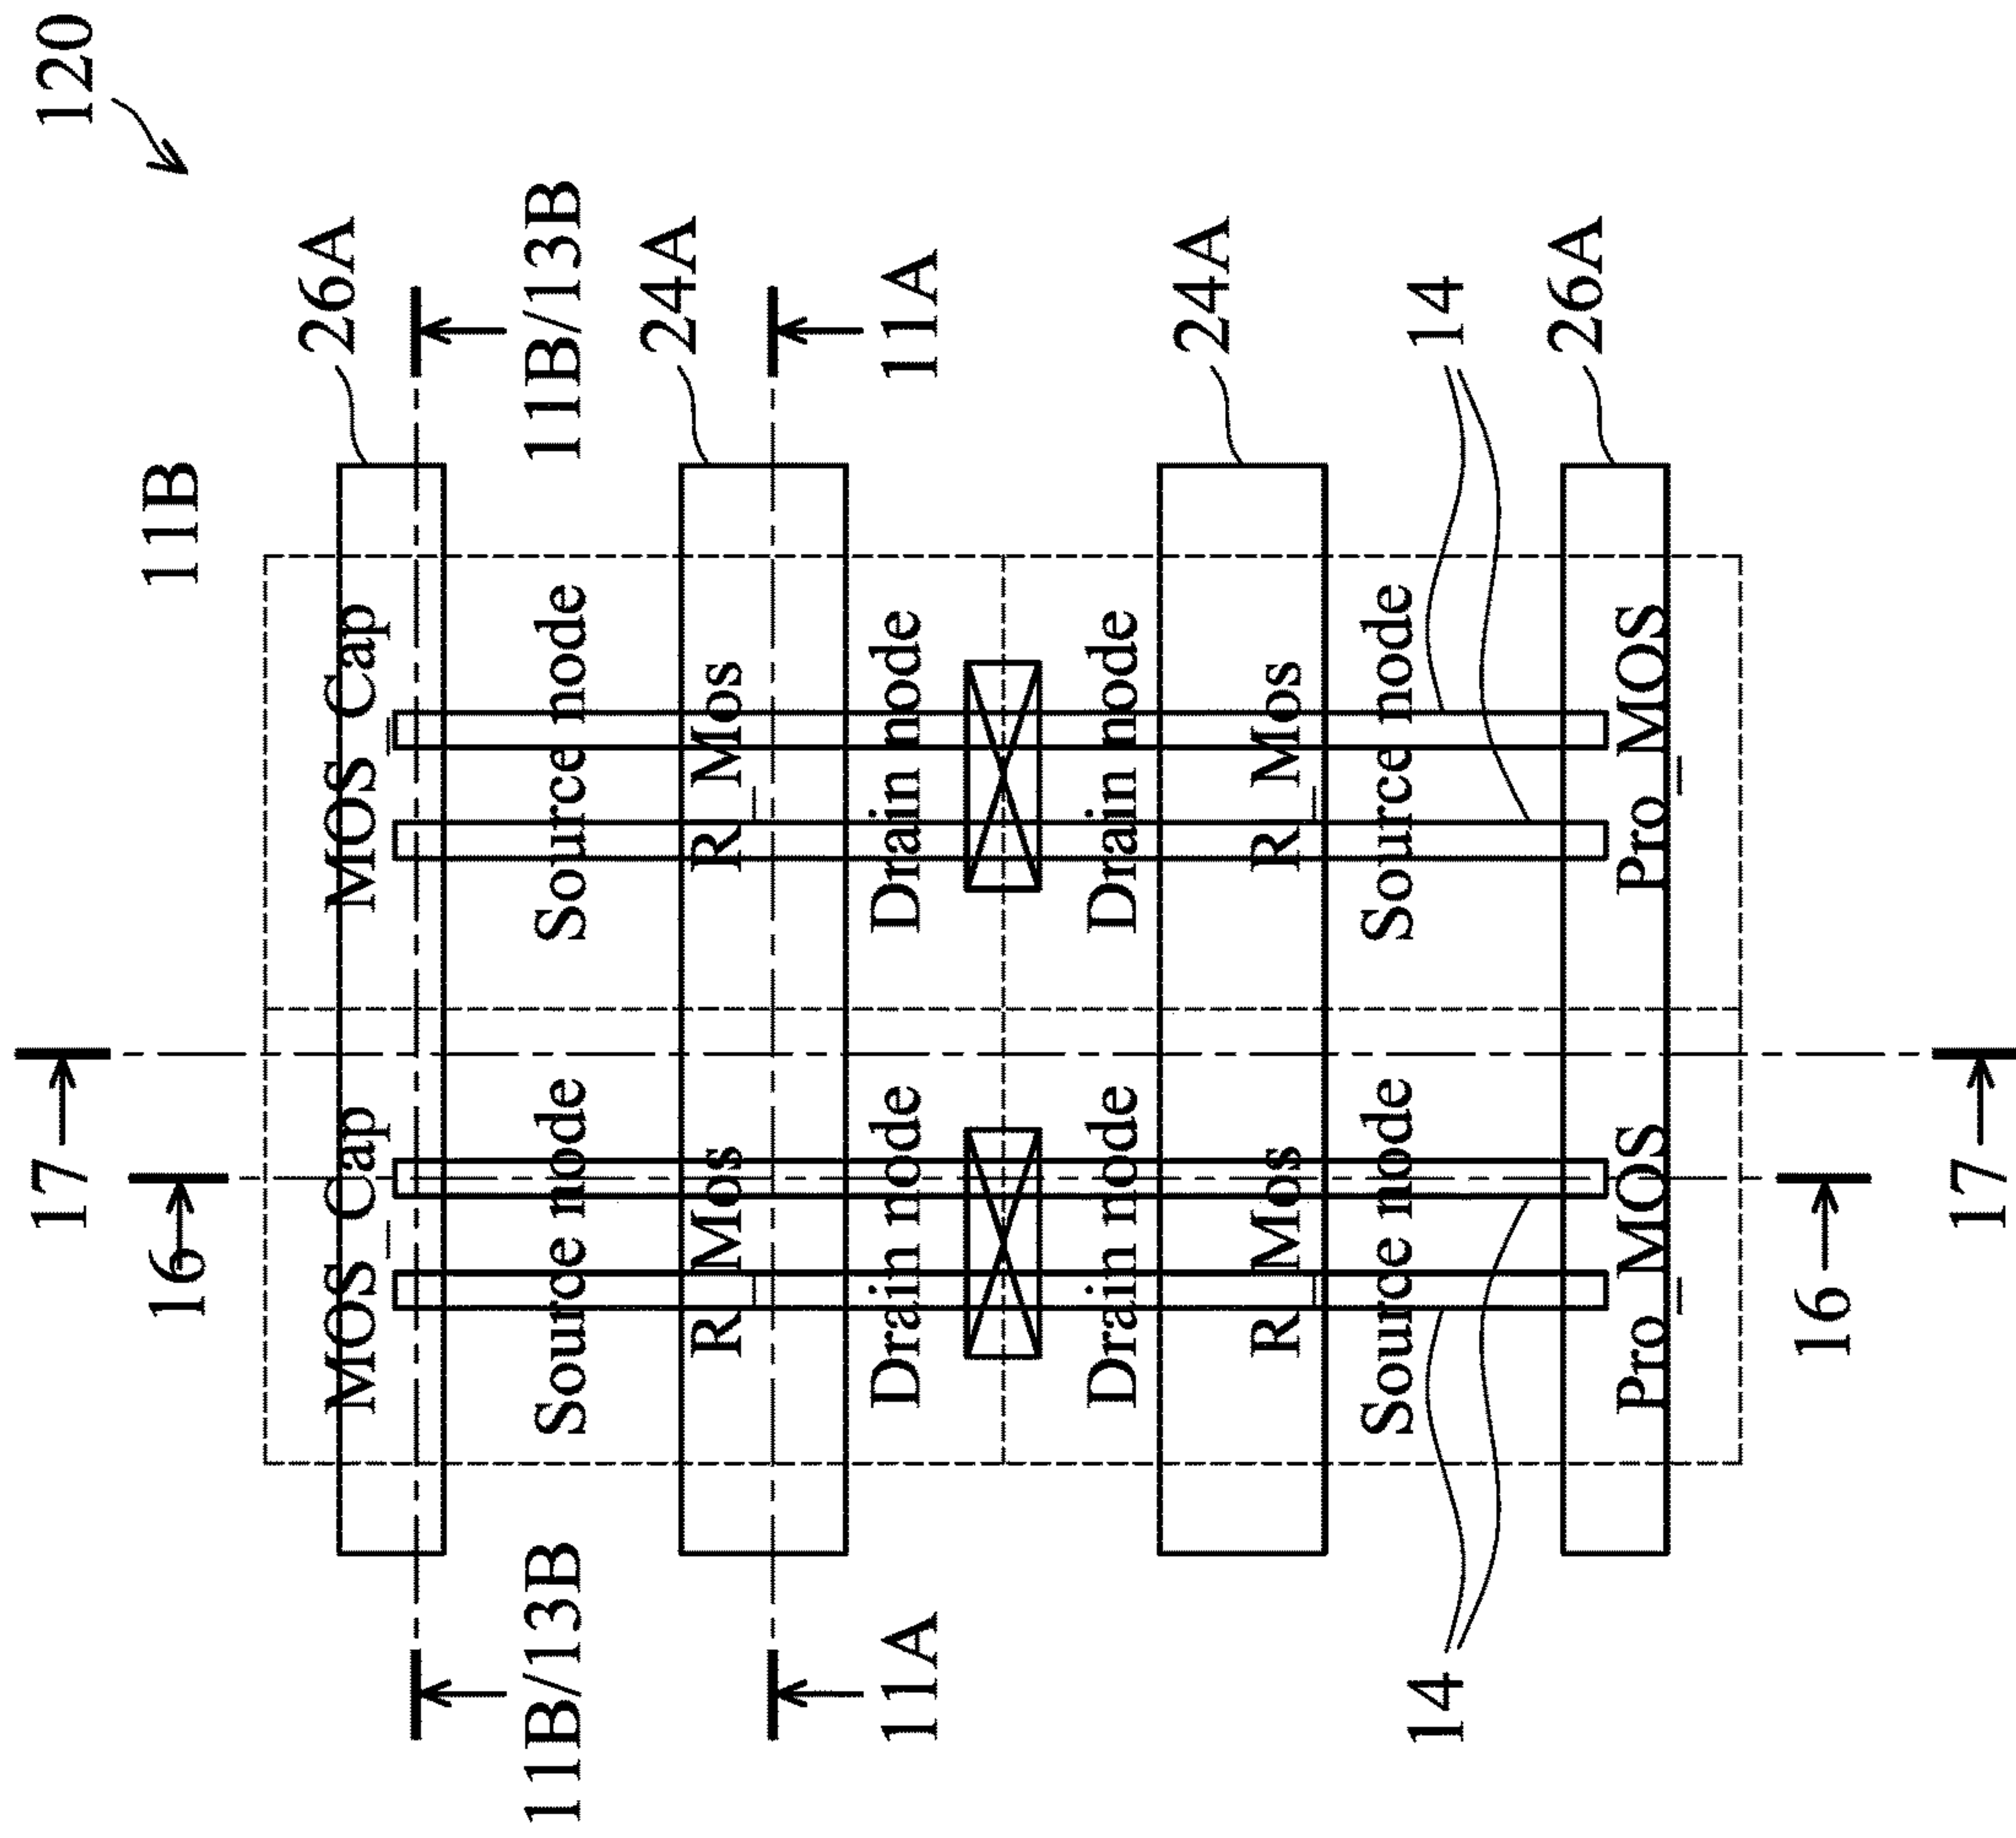 17
120
16
11B
26A
MOS_Cap
MOS_Cap
11B/13B
Source node
Source node
11B/13B
24A
R_Mos
R_Mos
11A
Drain node
Drain node
11A
Drain node
Drain node
24A
R_Mos
R_Mos
Source node
Source node
14
14
26A
Pro_MOS
Pro_MOS
16
17